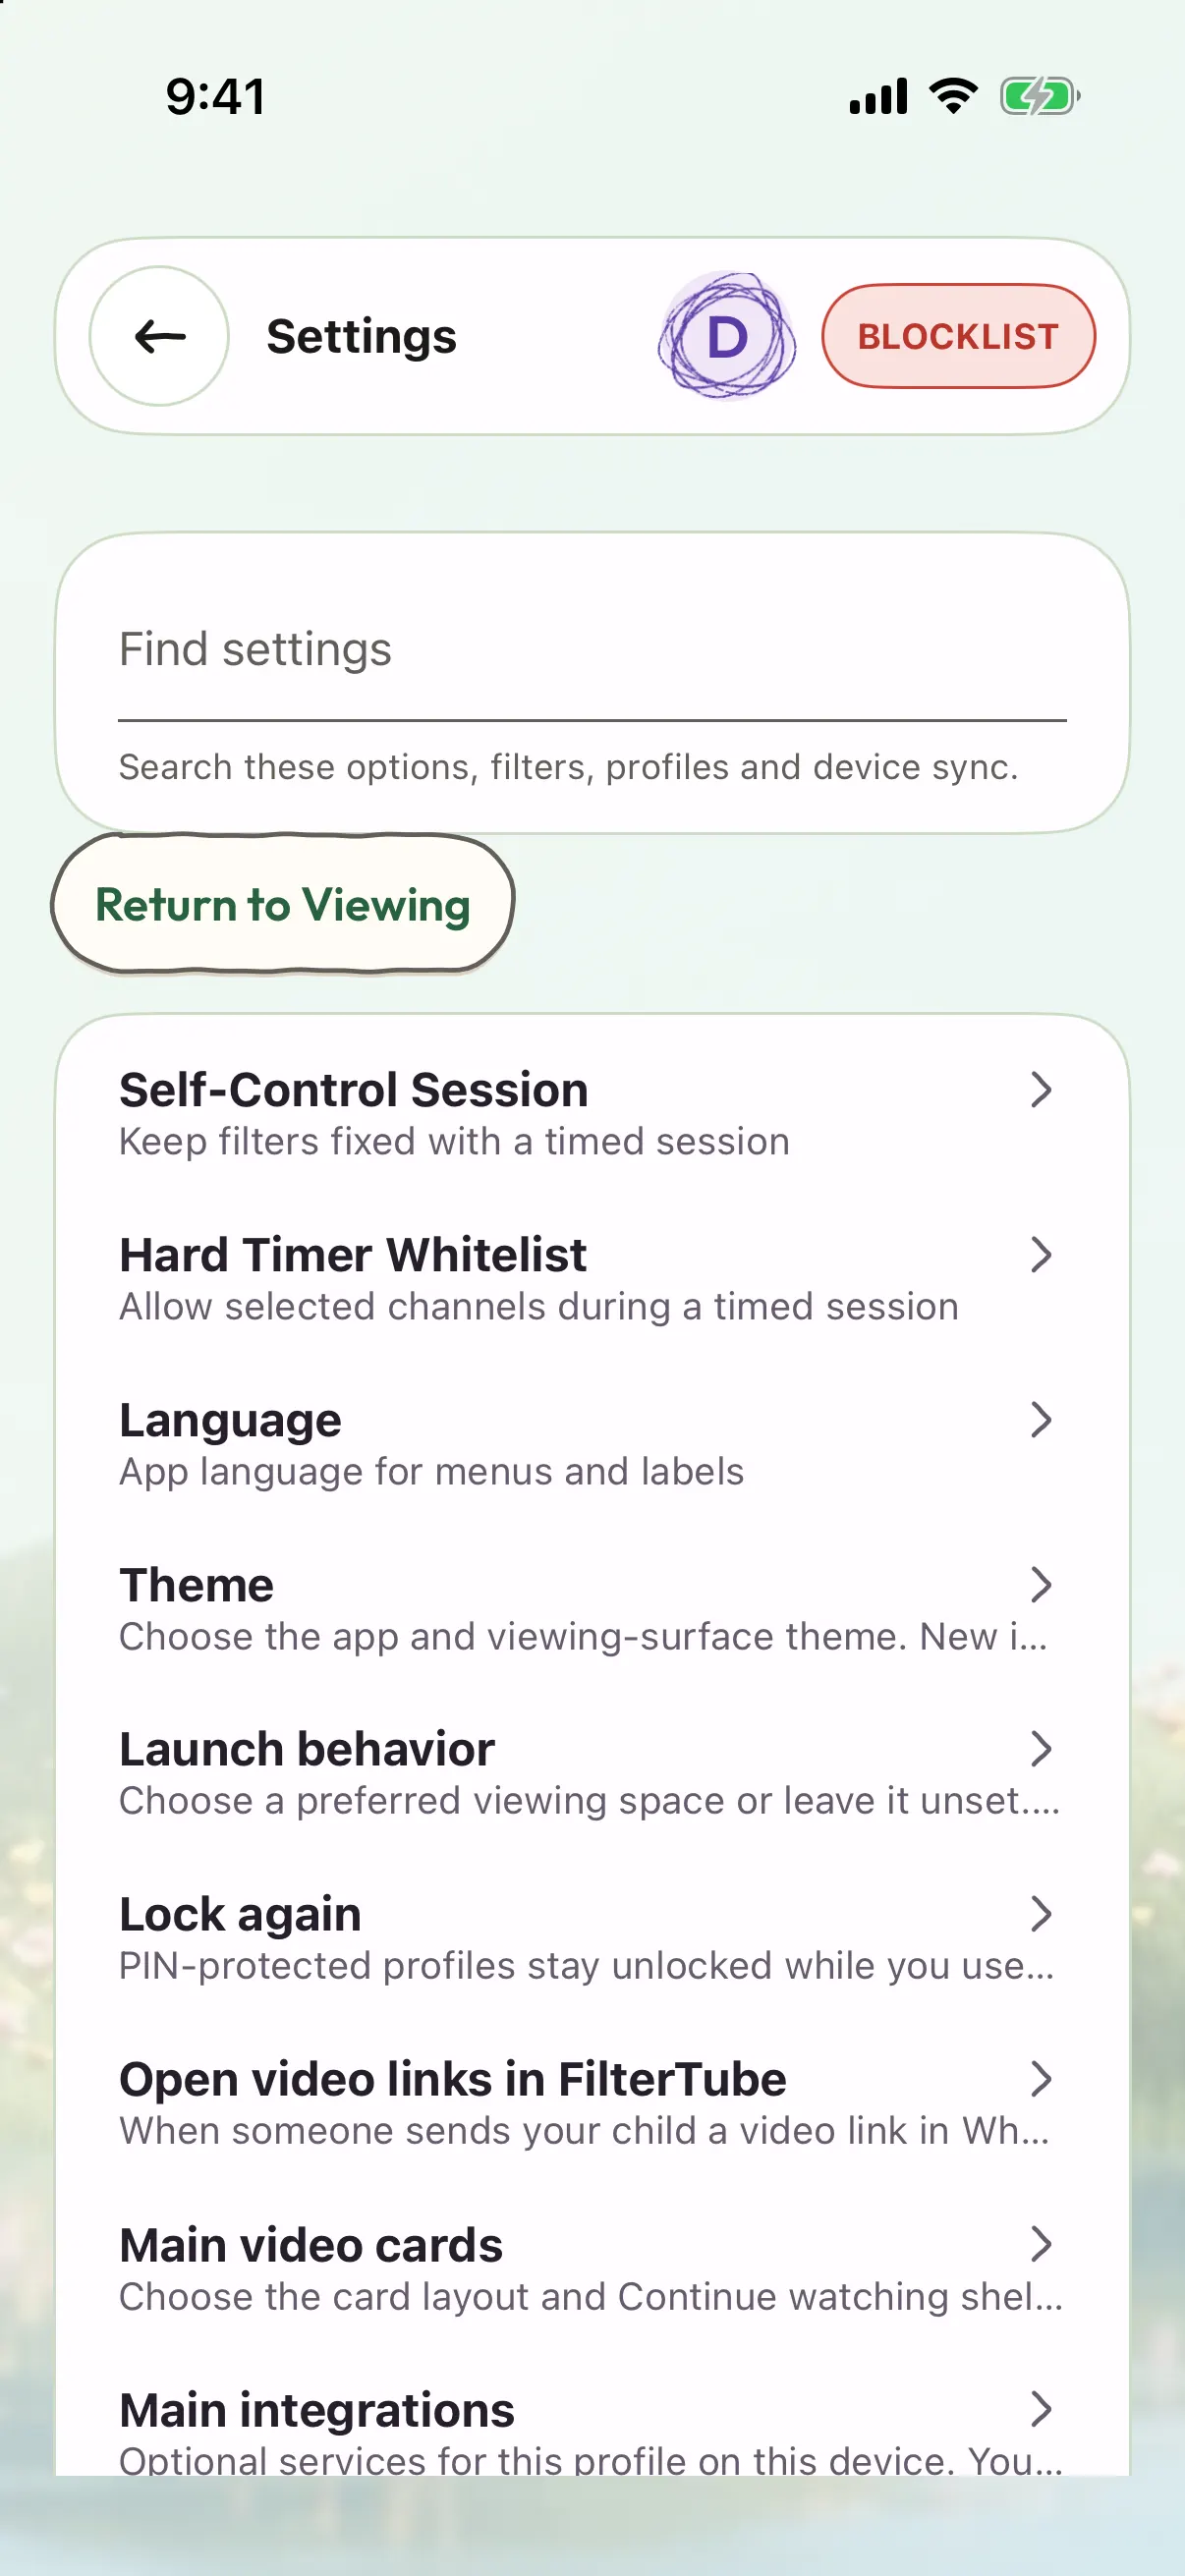 9:41
Settings
D
BLOCKLIST
Find settings
Search these options, filters, profiles and device sync.
Return to Viewing
Self-Control Session
Keep filters fixed with a timed session
Hard Timer Whitelist
Allow selected channels during a timed session
Language
App language for menus and labels
Theme
Choose the app and viewing-surface theme. New i...
Launch behavior
Choose a preferred viewing space or leave it unset....
Lock again
PIN-protected profiles stay unlocked while you use...
Open video links in FilterTube
When someone sends your child a video link in Wh...
Main video cards
Choose the card layout and Continue watching shel...
Main integrations
Optional services for this profile on this device. You...